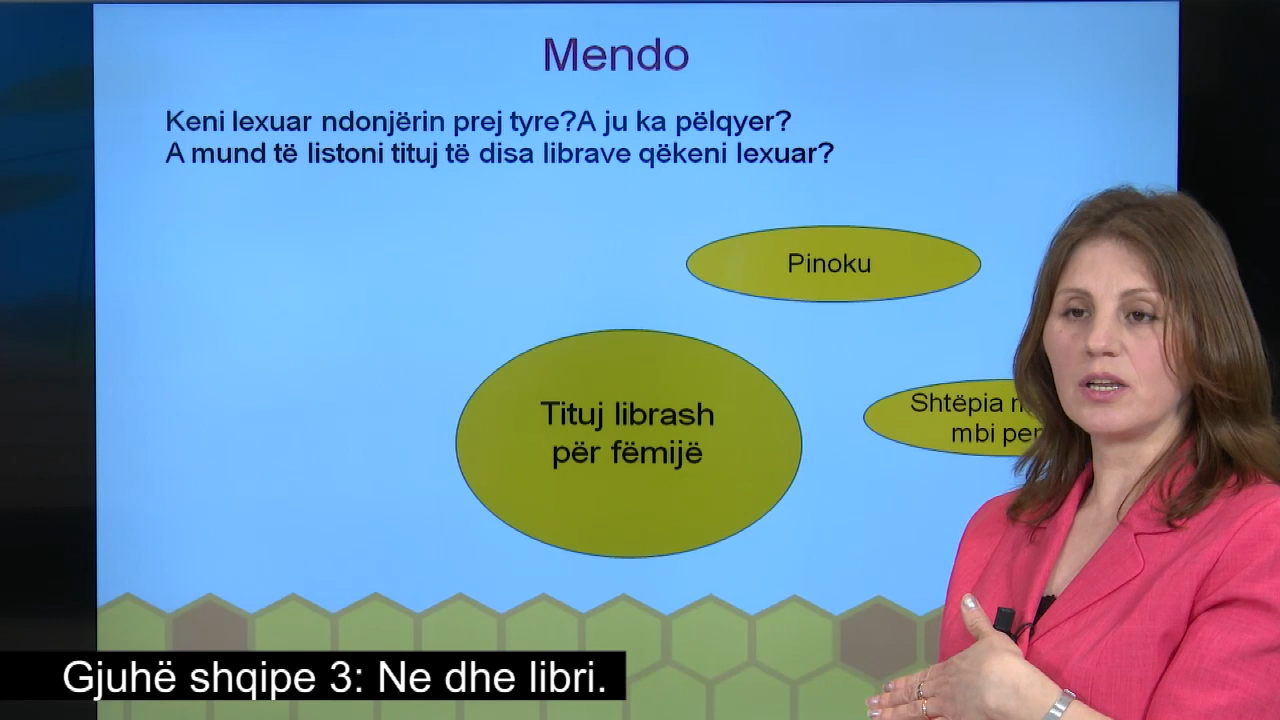 Mendo
Keni lexuar ndonjërin prej tyre?A ju ka pëlqyer?
A mund të listoni tituj të disa librave qëkeni lexuar?
Pinoku
Tituj librash
për fëmijë
Shtëpia
mbi
Gjuhë shqipe 3: Ne dhe libri.